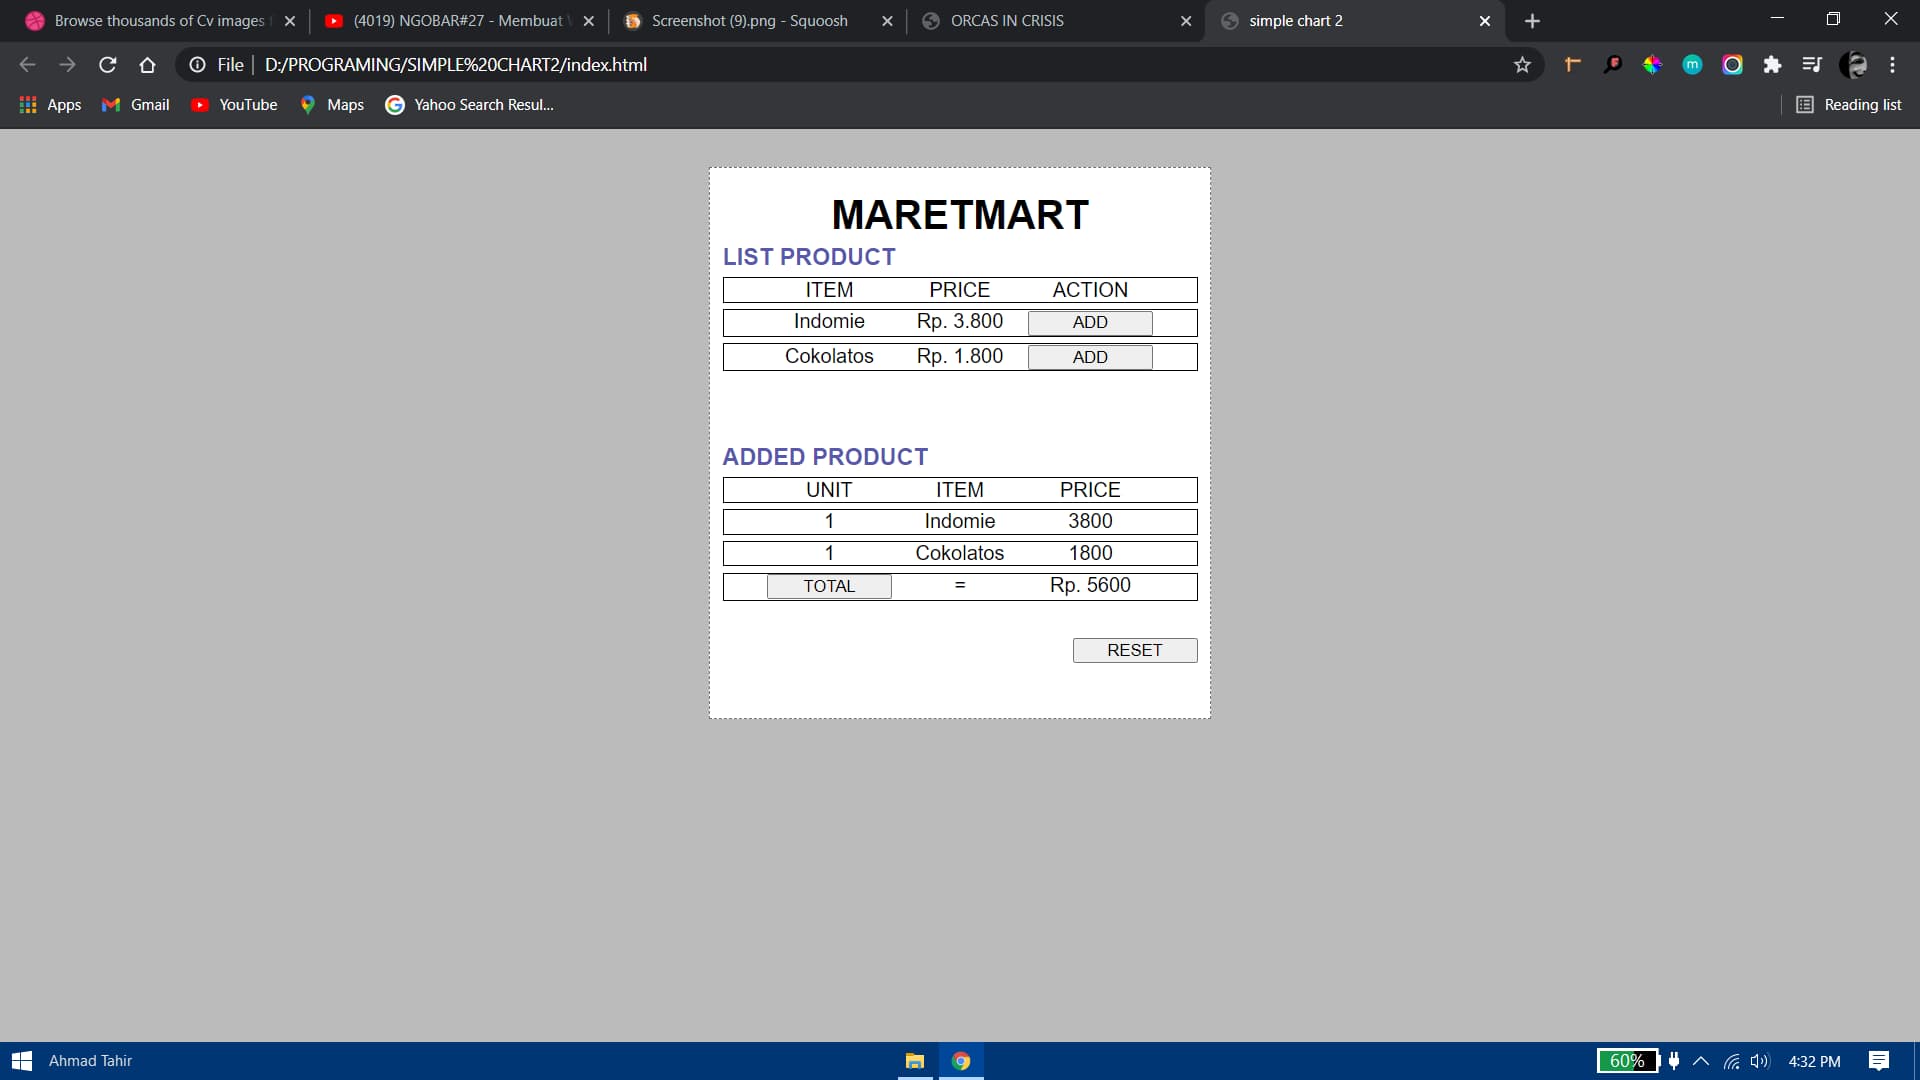 Browse thousands of Cv images
(4019) NGOBAR#27 - Membuat
Screenshot (9).png - Squoosh
ORCAS IN CRISIS
simple chart 2
File
D:/PROGRAMING/SIMPLE%20CHART2/index.html
m
Apps
Gmail
YouTube
Maps
Yahoo Search Resul...
Reading list
MARETMART
LIST PRODUCT
ITEM PRICE ACTION
Indomie Rp. 3.800 ADD
Cokolatos Rp. 1.800 ADD
ADDED PRODUCT
UNIT ITEM PRICE
1 Indomie 3800
1 Cokolatos 1800
TOTAL = Rp. 5600
RESET
Ahmad Tahir
60%
4:32 PM